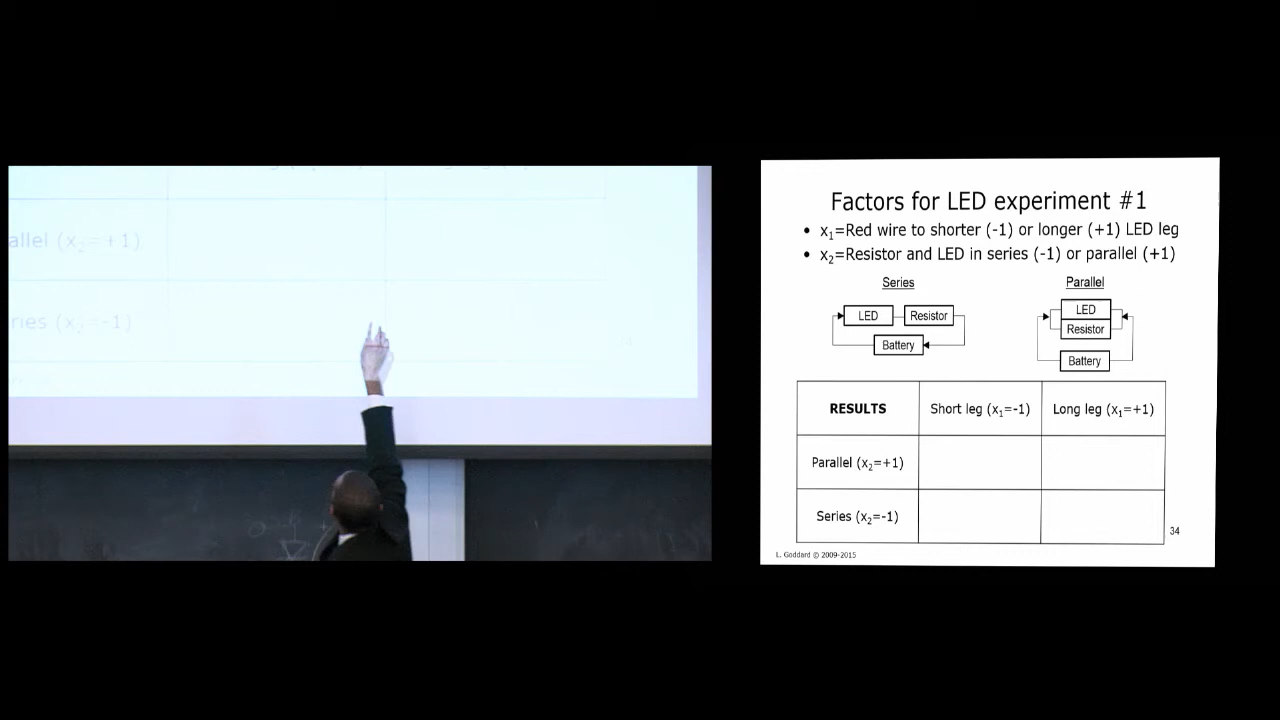 allel (x₂=+1)
ries (x₂=-1)
Factors for LED experiment #1
• x₁=Red wire to shorter (-1) or longer (+1) LED leg
• x₂=Resistor and LED in series (-1) or parallel (+1)
Series Parallel
LED Resistor LED
Resistor
Battery Battery
RESULTS Short leg (x₁=-1) Long leg (x₁=+1)
Parallel (x₂=+1)
Series (x₂=-1)
34
L. Goddard © 2009-2015